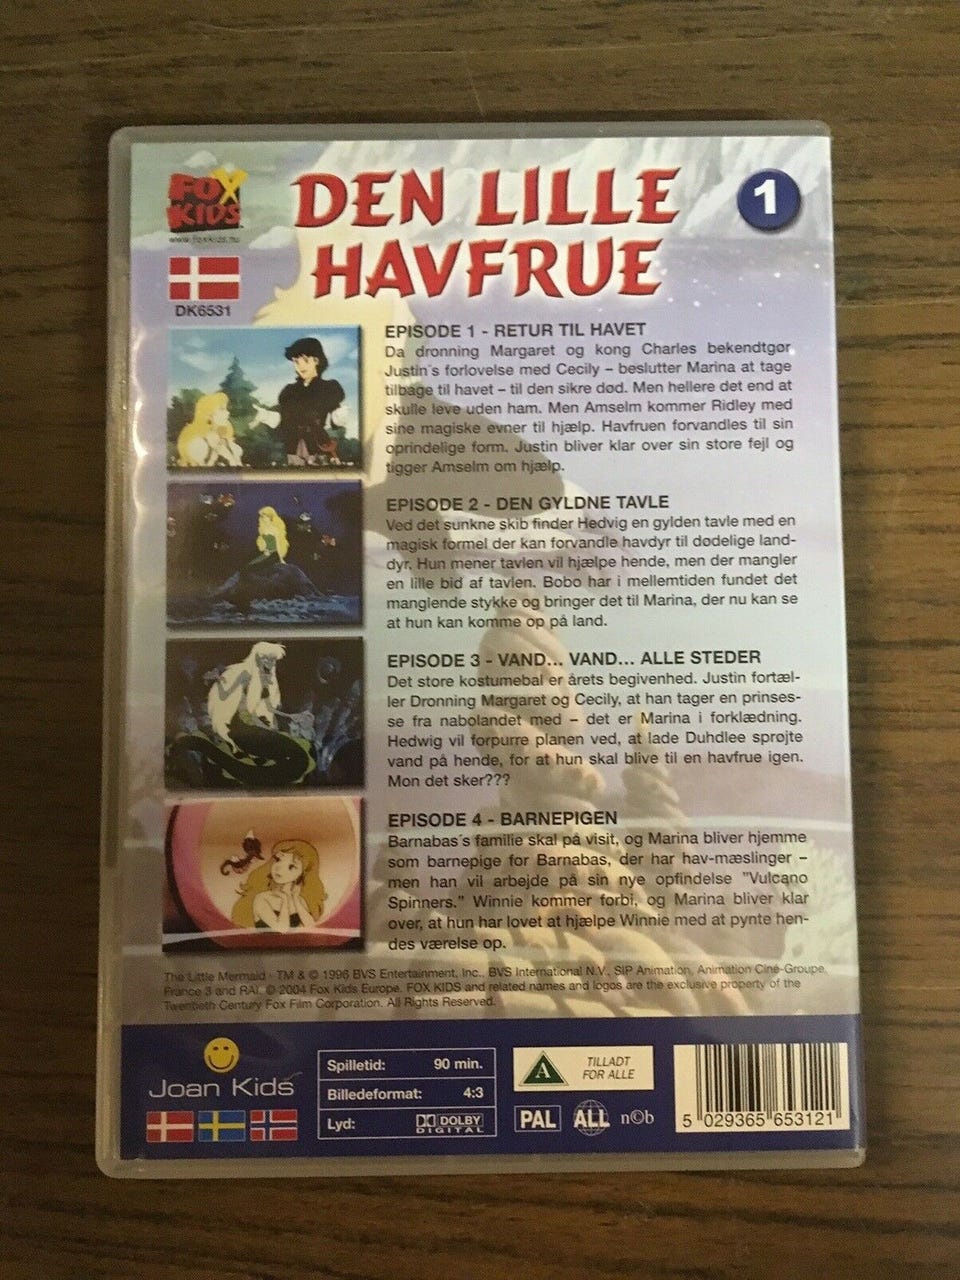 FOX
KIDS
www.foxkids.hu
DEN LILLE
HAVFRUE
1
DK6531
EPISODE 1 - RETUR TIL HAVET
Da dronning Margaret og kong Charles bekendtgør
Justin´s forlovelse med Cecily – beslutter Marina at tage
tilbage til havet – til den sikre død. Men hellere det end at
skulle leve uden ham. Men Amselm kommer Ridley med
sine magiske evner til hjælp. Havfruen forvandles til sin
oprindelige form. Justin bliver klar over sin store fejl og
tigger Amselm om hjælp.
EPISODE 2 - DEN GYLDNE TAVLE
Ved det sunkne skib finder Hedvig en gylden tavle med en
magisk formel der kan forvandle havdyr til dødelige land-
dyr. Hun mener tavlen vil hjælpe hende, men der mangler
en lille bid af tavlen. Bobo har i mellemtiden fundet det
manglende stykke og bringer det til Marina, der nu kan se
at hun kan komme op på land.
EPISODE 3 - VAND... VAND... ALLE STEDER
Det store kostumebal er årets begivenhed. Justin fortæl-
ler Dronning Margaret og Cecily, at han tager en prinses-
se fra nabolandet med – det er Marina i forklædning.
Hedwig vil forpurre planen ved, at lade Duhdlee sprøjte
vand på hende, for at hun skal blive til en havfrue igen.
Mon det sker???
EPISODE 4 - BARNEPIGEN
Barnabas´s familie skal på visit, og Marina bliver hjemme
som barnepige for Barnabas, der har hav-mæslinger –
men han vil arbejde på sin nye opfindelse "Vulcano
Spinners." Winnie kommer forbi, og Marina bliver klar
over, at hun har lovet at hjælpe Winnie med at pynte hen-
des værelse op.
The Little Mermaid - TM & © 1996 BVS Entertainment, Inc., BVS International N.V., SIP Animation, Animation Ciné-Groupe,
France 3 and RAI. © 2004 Fox Kids Europe. FOX KIDS and related names and logos are the exclusive property of the
Twentieth Century Fox Film Corporation. All Rights Reserved.
Joan Kids
Spilletid: 90 min.
Billedeformat: 4:3
Lyd: DOLBY
DIGITAL
A
TILLADT
FOR ALLE
PAL ALL n©b
5 029365 653121